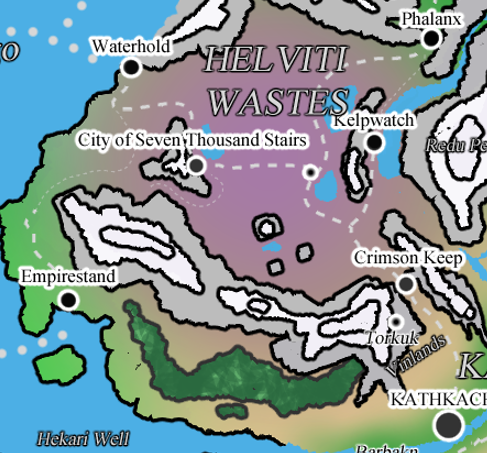 Phalanx
Waterhold
HELVITI
WASTES
Kelpwatch
City of Seven Thousand Stairs
Redu Pe
Crimson Keep
Empirestand
Torkuk
Vinlands
KA
KATHKACH
Hekari Well
Barbakn